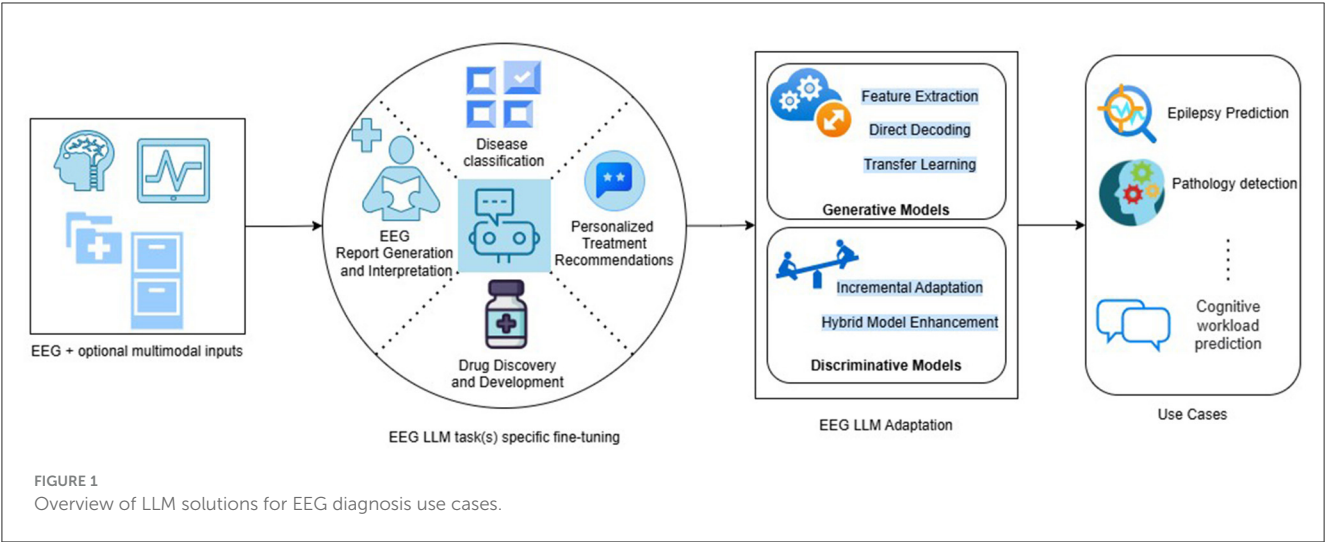 EEG + optional multimodal inputs
Disease
classification
EEG
Report Generation
and Interpretation
Personalized
Treatment
Recommendations
Drug Discovery
and Development
EEG LLM task(s) specific fine-tuning
Feature Extraction
Direct Decoding
Transfer Learning
Generative Models
Incremental Adaptation
Hybrid Model Enhancement
Discriminative Models
EEG LLM Adaptation
Epilepsy Prediction
Pathology detection
Cognitive
workload
prediction
Use Cases
FIGURE 1
Overview of LLM solutions for EEG diagnosis use cases.